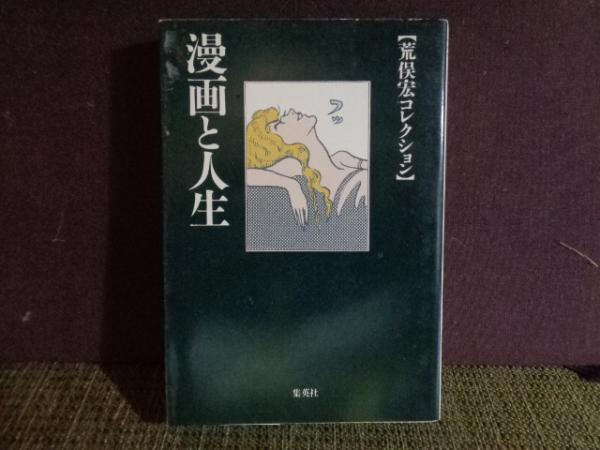 【荒俣宏コレクション】
漫画と人生
フッ
集英社